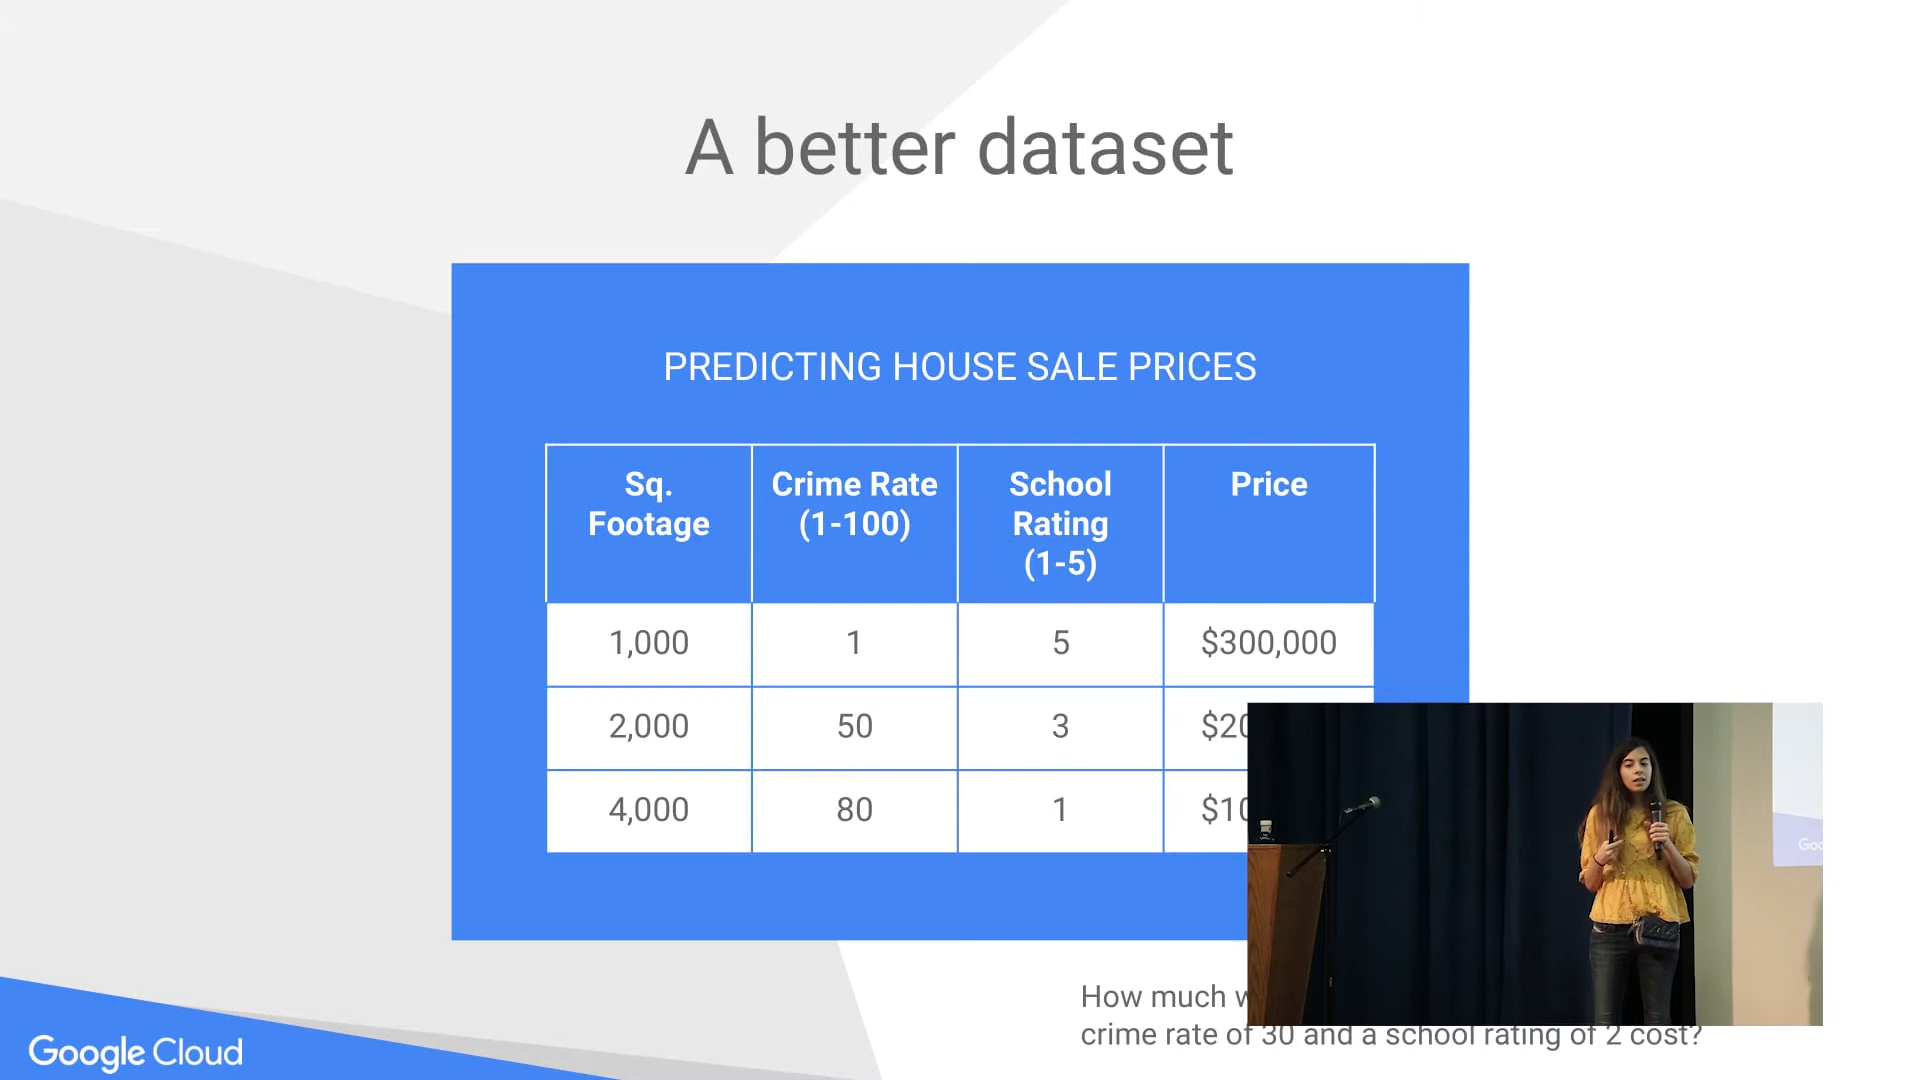 A better dataset
PREDICTING HOUSE SALE PRICES
Sq. Footage
Crime Rate (1-100)
School Rating (1-5)
Price
1,000 1 5 $300,000
2,000 50 3
4,000 80 1
How much
crime rate of 30 and a school rating of 2 cost?
Google Cloud